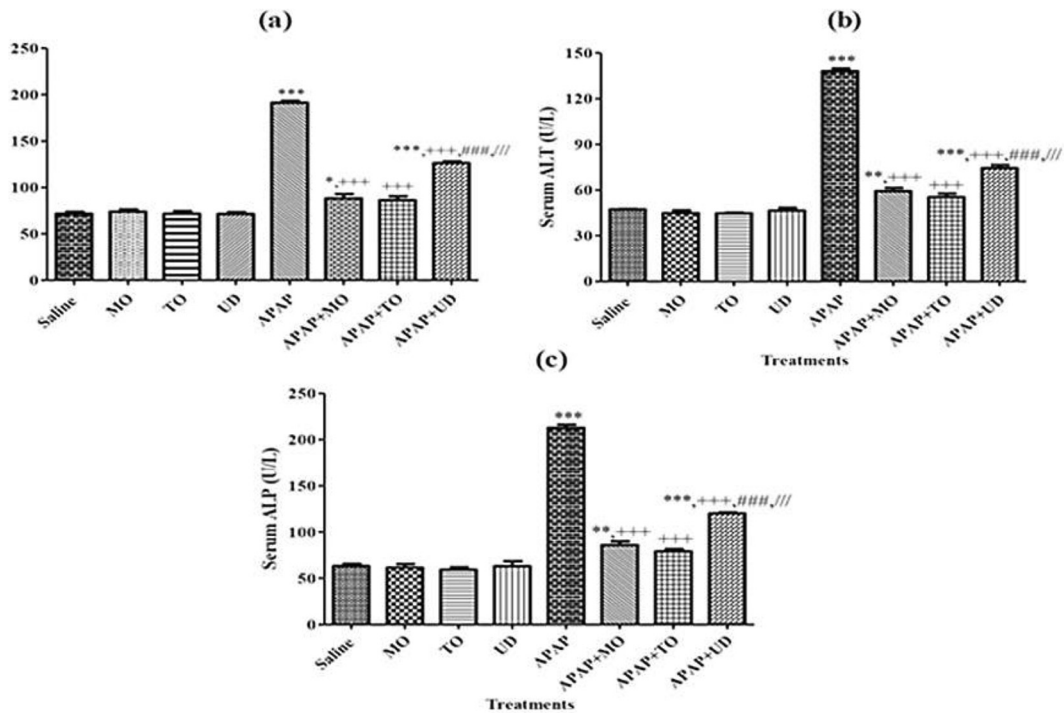 (a)
250
200
150
100
50
0
***
*,+++
+++
***,+++,###,///
Saline
MO
TO
UD
APAP
APAP+MO
APAP+TO
APAP+UD
(b)
Serum ALT (U/L)
150
120
90
60
30
0
***
**,+++
+++
***,+++,###,///
Saline
MO
TO
UD
APAP
APAP+MO
APAP+TO
APAP+UD
Treatments
(c)
Serum ALP (U/L)
250
200
150
100
50
0
***
**,+++
+++
***,+++,###,///
Saline
MO
TO
UD
APAP
APAP+MO
APAP+TO
APAP+UD
Treatments